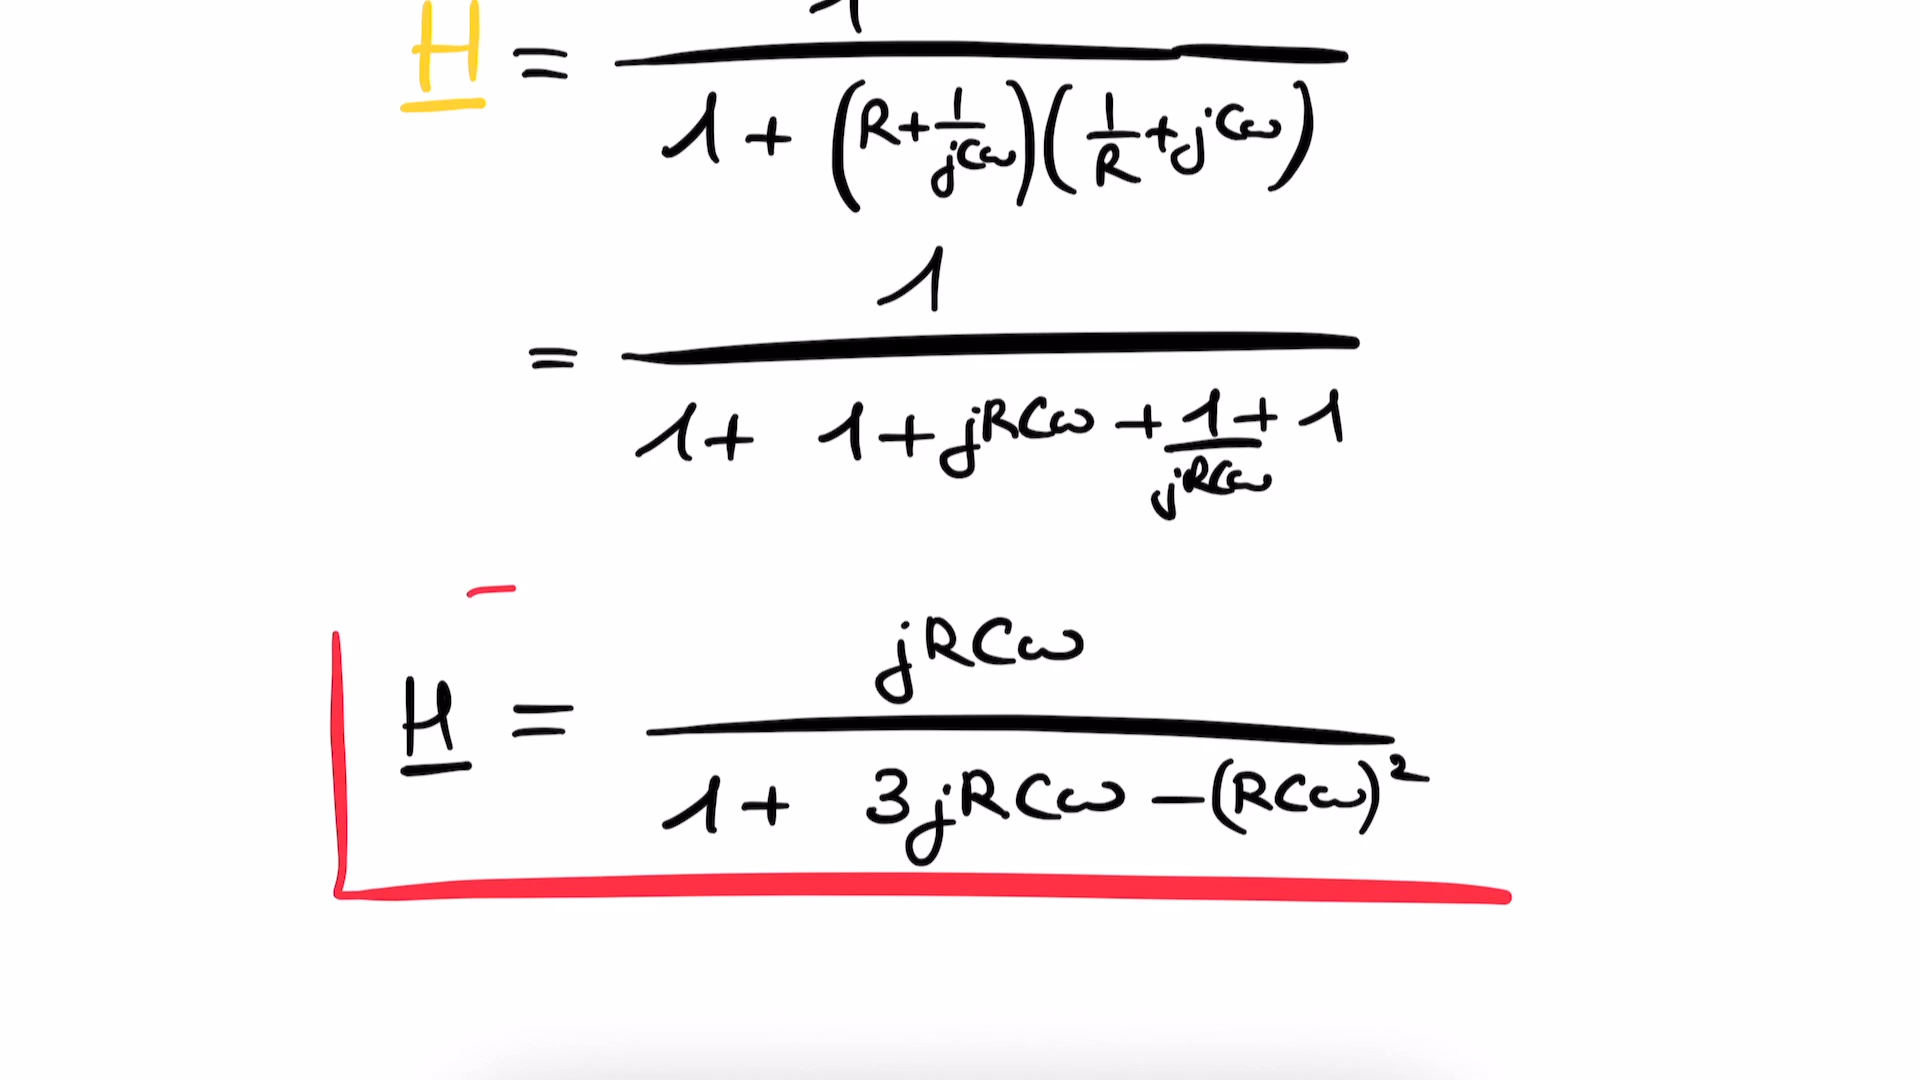 H = 1 / (1 + (R + 1/jCω)(1/R + jCω))
= 1 / (1 + 1 + jRCω + 1/jRCω + 1)
H = jRCω / (1 + 3jRCω − (RCω)²)